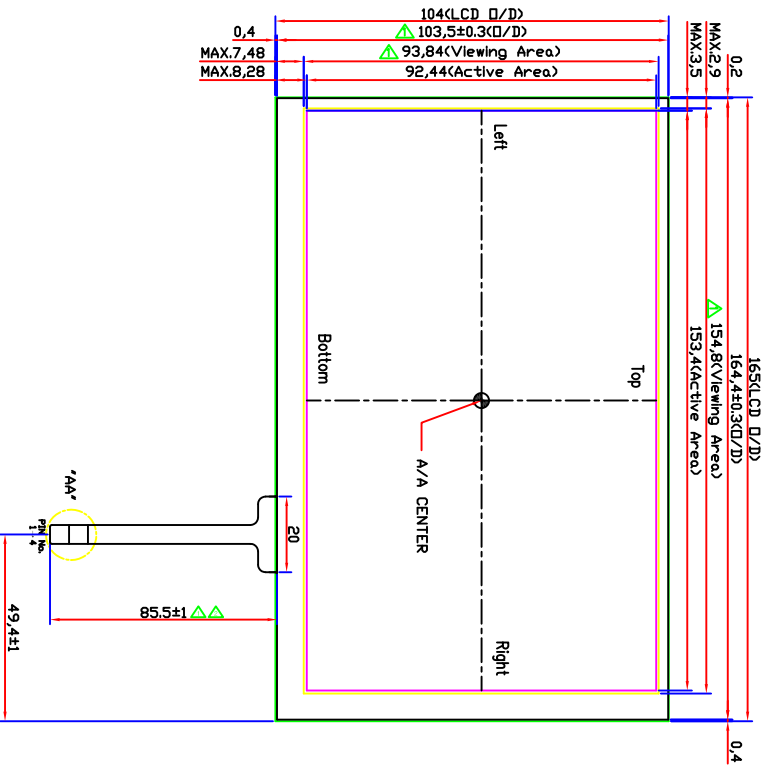 104(LCD O/D)
0,4
103,5±0.3(O/D)
MAX.7,48
93,84(Viewing Area)
MAX.8,28
92,44(Active Area)
0,2
MAX.2,9
MAX.3,5
165(LCD O/D)
164,4±0.3(O/D)
154,8(Viewing Area)
153,4(Active Area)
Left
Top
Bottom
A/A CENTER
Right
"AA"
PIN No.
1 4
20
85.5±1
49,4±1
0,4